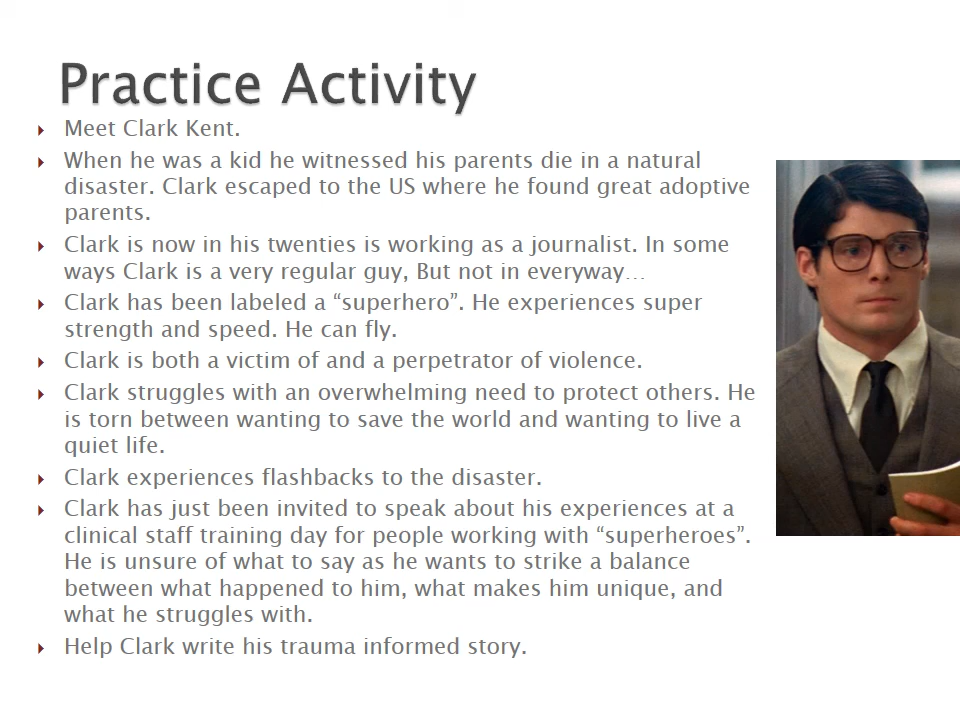 Practice Activity
Meet Clark Kent.
When he was a kid he witnessed his parents die in a natural
disaster. Clark escaped to the US where he found great adoptive
parents.
Clark is now in his twenties is working as a journalist. In some
ways Clark is a very regular guy, But not in everyway…
Clark has been labeled a “superhero”. He experiences super
strength and speed. He can fly.
Clark is both a victim of and a perpetrator of violence.
Clark struggles with an overwhelming need to protect others. He
is torn between wanting to save the world and wanting to live a
quiet life.
Clark experiences flashbacks to the disaster.
Clark has just been invited to speak about his experiences at a
clinical staff training day for people working with “superheroes”.
He is unsure of what to say as he wants to strike a balance
between what happened to him, what makes him unique, and
what he struggles with.
Help Clark write his trauma informed story.